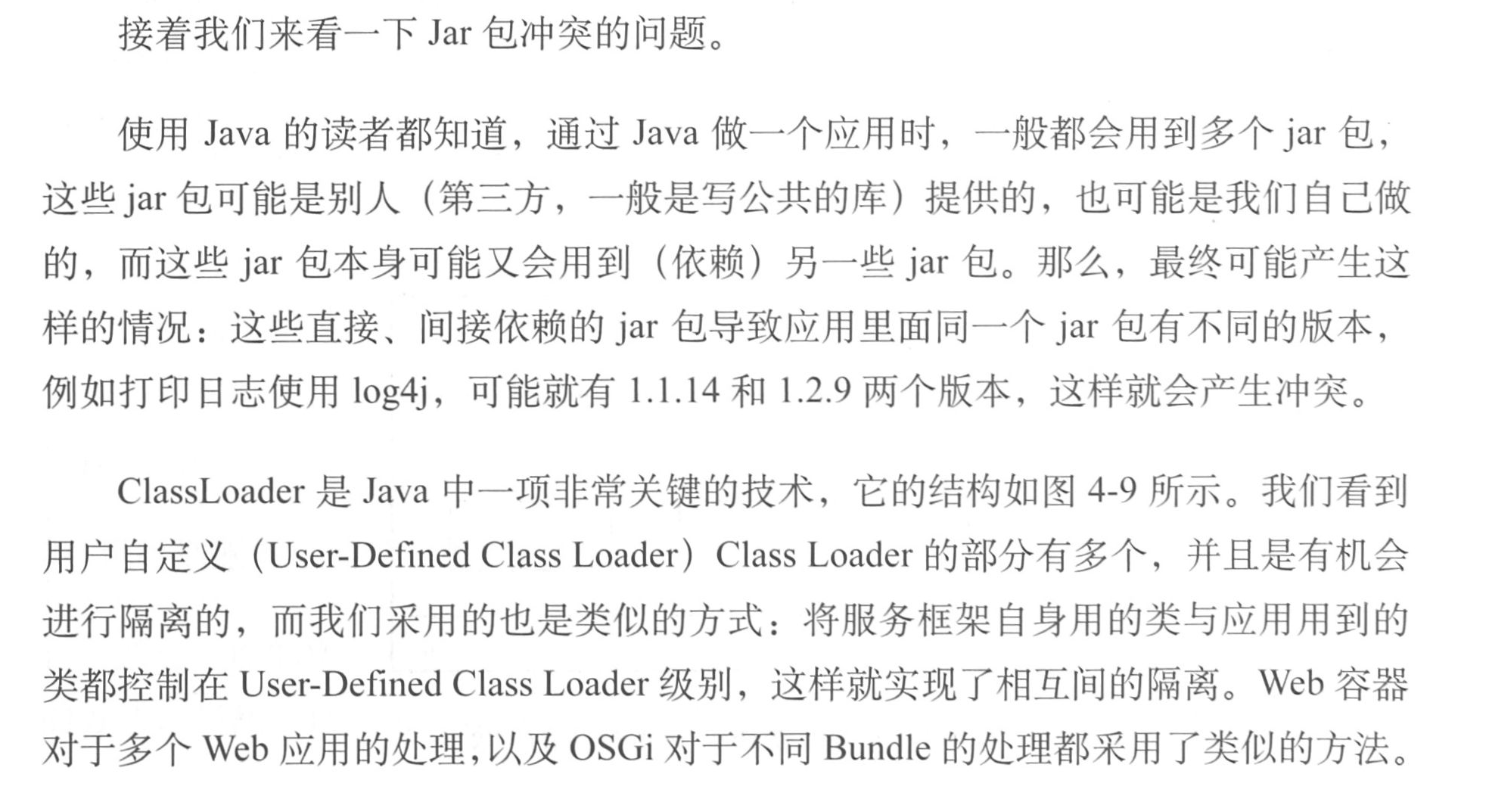 接着我们来看一下 Jar 包冲突的问题。
使用 Java 的读者都知道，通过 Java 做一个应用时，一般都会用到多个 jar 包，
这些 jar 包可能是别人（第三方，一般是写公共的库）提供的，也可能是我们自己做
的，而这些 jar 包本身可能又会用到（依赖）另一些 jar 包。那么，最终可能产生这
样的情况：这些直接、间接依赖的 jar 包导致应用里面同一个 jar 包有不同的版本，
例如打印日志使用 log4j，可能就有 1.1.14 和 1.2.9 两个版本，这样就会产生冲突。
ClassLoader 是 Java 中一项非常关键的技术，它的结构如图 4-9 所示。我们看到
用户自定义（User-Defined Class Loader）Class Loader 的部分有多个，并且是有机会
进行隔离的，而我们采用的也是类似的方式：将服务框架自身用的类与应用用到的
类都控制在 User-Defined Class Loader 级别，这样就实现了相互间的隔离。Web 容器
对于多个 Web 应用的处理，以及 OSGi 对于不同 Bundle 的处理都采用了类似的方法。